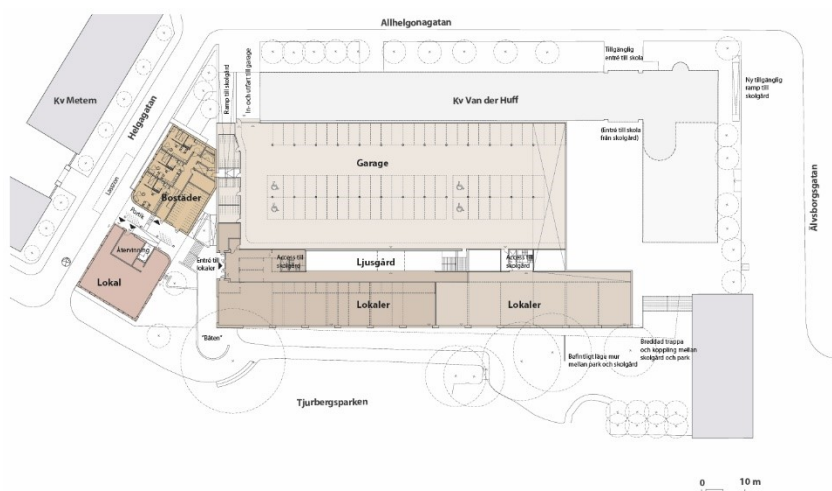 Allhelgonagatan
Kv Metern
Helgagatan
Ramp till skolgård
In- och utfart till garage
Tillgänglig
entré till skola
Kv Van der Huff
Ny tillgänglig
ramp till
skolgård
(Entré till skola
från skolgård)
Garage
Älvsborgsgatan
Lastzon
Bostäder
Portik
Återvinning
Entré till
lokaler
Access till
skolgård
Ljusgård
Access till
skolgård
Lokal
Lokaler
Lokaler
"Båten"
Befintligt läge mur
mellan park och skolgård
Breddad trappa
och koppling mellan
skolgård och park
Tjurbergsparken
0 10 m